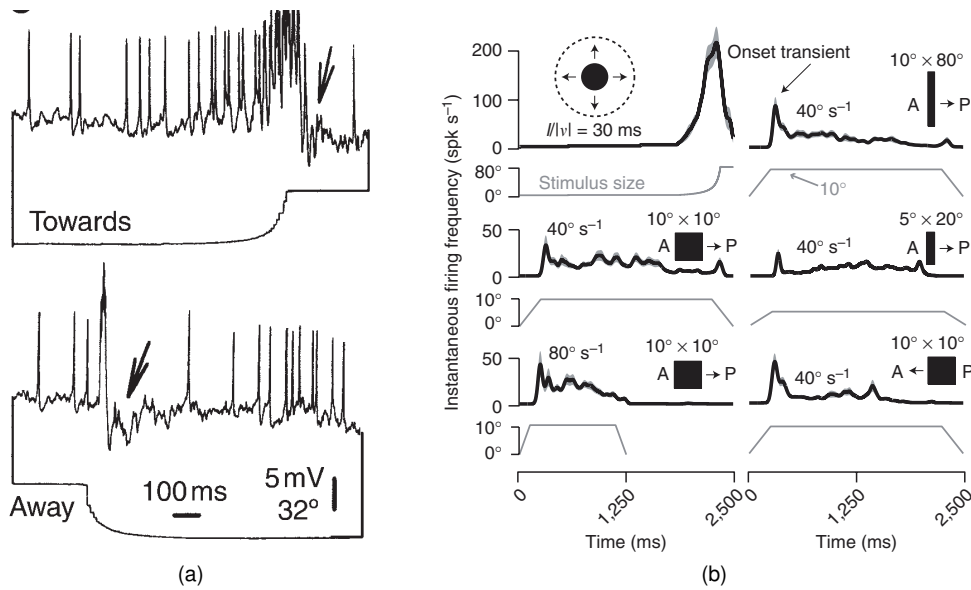 Towards
Away
100 ms
5 mV
32°
(a)
Instantaneous firing frequency (spk s⁻¹)
200
100
0
l/|v| = 30 ms
Onset transient
40° s⁻¹
10° × 80°
A → P
80°
0°
Stimulus size
10°
50
0
40° s⁻¹
10° × 10°
A → P
40° s⁻¹
5° × 20°
A → P
10°
0°
50
0
80° s⁻¹
10° × 10°
A → P
40° s⁻¹
10° × 10°
A ← P
10°
0°
0
1,250
2,500
0
1,250
2,500
Time (ms)
Time (ms)
(b)